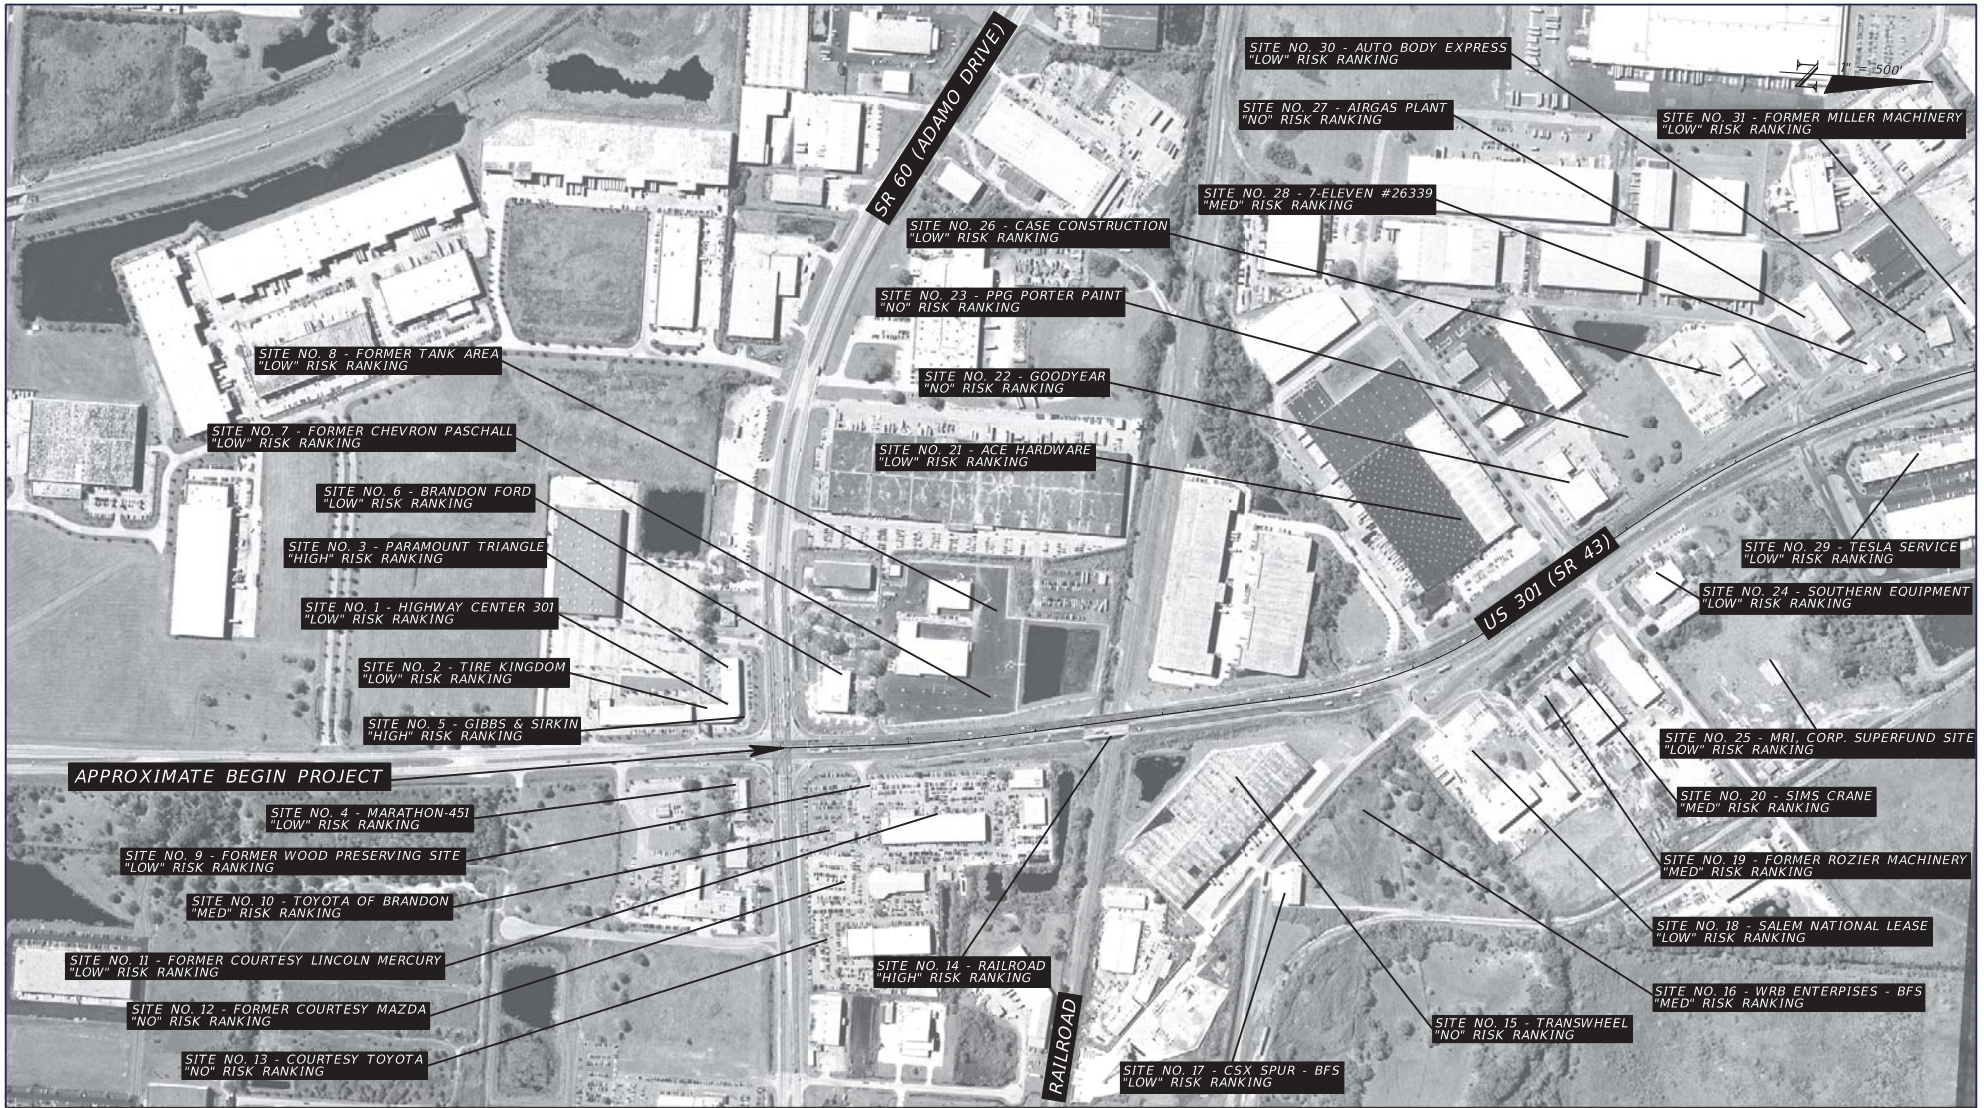 SR 60 (ADAMO DRIVE)
SITE NO. 30 - AUTO BODY EXPRESS
"LOW" RISK RANKING
N
1" = 500'
SITE NO. 27 - AIRGAS PLANT
"NO" RISK RANKING
SITE NO. 31 - FORMER MILLER MACHINERY
"LOW" RISK RANKING
SITE NO. 28 - 7-ELEVEN #26339
"MED" RISK RANKING
SITE NO. 26 - CASE CONSTRUCTION
"LOW" RISK RANKING
SITE NO. 23 - PPG PORTER PAINT
"NO" RISK RANKING
SITE NO. 8 - FORMER TANK AREA
"LOW" RISK RANKING
SITE NO. 22 - GOODYEAR
"NO" RISK RANKING
SITE NO. 7 - FORMER CHEVRON PASCHALL
"LOW" RISK RANKING
SITE NO. 21 - ACE HARDWARE
"LOW" RISK RANKING
SITE NO. 6 - BRANDON FORD
"LOW" RISK RANKING
SITE NO. 3 - PARAMOUNT TRIANGLE
"HIGH" RISK RANKING
US 301 (SR 43)
SITE NO. 29 - TESLA SERVICE
"LOW" RISK RANKING
SITE NO. 24 - SOUTHERN EQUIPMENT
"LOW" RISK RANKING
SITE NO. 1 - HIGHWAY CENTER 301
"LOW" RISK RANKING
SITE NO. 2 - TIRE KINGDOM
"LOW" RISK RANKING
SITE NO. 5 - GIBBS & SIRKIN
"HIGH" RISK RANKING
SITE NO. 25 - MRI, CORP. SUPERFUND SITE
"LOW" RISK RANKING
APPROXIMATE BEGIN PROJECT
SITE NO. 20 - SIMS CRANE
"MED" RISK RANKING
SITE NO. 4 - MARATHON-451
"LOW" RISK RANKING
SITE NO. 9 - FORMER WOOD PRESERVING SITE
"LOW" RISK RANKING
SITE NO. 19 - FORMER ROZIER MACHINERY
"MED" RISK RANKING
SITE NO. 10 - TOYOTA OF BRANDON
"MED" RISK RANKING
SITE NO. 18 - SALEM NATIONAL LEASE
"LOW" RISK RANKING
SITE NO. 11 - FORMER COURTESY LINCOLN MERCURY
"LOW" RISK RANKING
SITE NO. 14 - RAILROAD
"HIGH" RISK RANKING
SITE NO. 16 - WRB ENTERPISES - BFS
"MED" RISK RANKING
SITE NO. 12 - FORMER COURTESY MAZDA
"NO" RISK RANKING
SITE NO. 15 - TRANSWHEEL
"NO" RISK RANKING
RAILROAD
SITE NO. 13 - COURTESY TOYOTA
"NO" RISK RANKING
SITE NO. 17 - CSX SPUR - BFS
"LOW" RISK RANKING